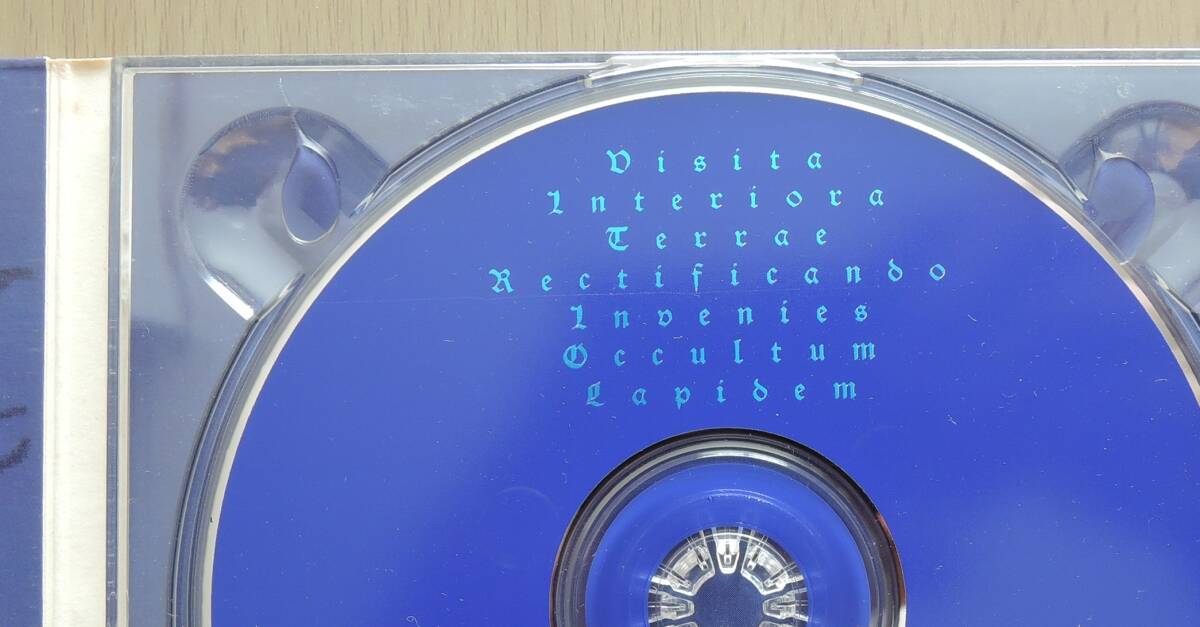 Visita
Interiora
Terrae
Rectificando
Invenies
Occultum
Lapidem